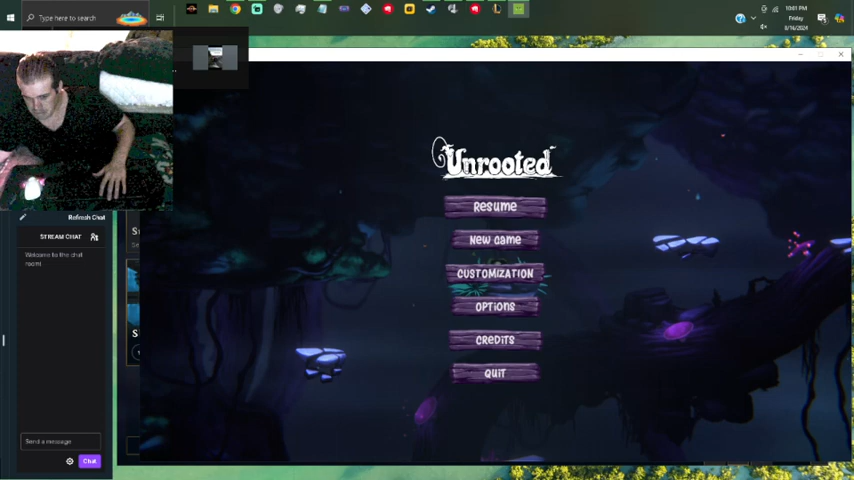 Type here to search
10:41 PM
Friday
8/16/2024
Unrooted
Resume
New Game
Customization
Options
Credits
Quit
Refresh Chat
STREAM CHAT
Welcome to the chat
room!
Send a message
Chat